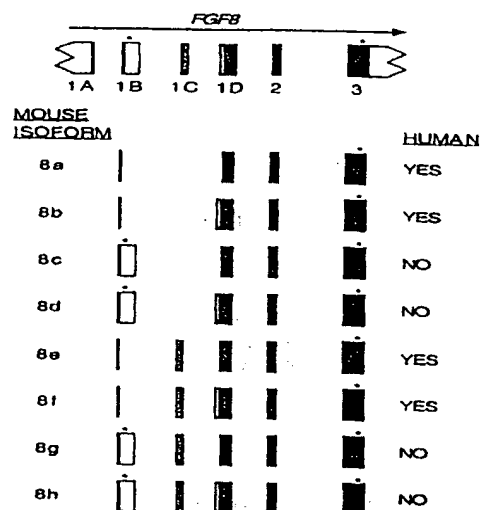 FGF8
1A 1B 1C 1D 2 3
MOUSE
ISOFORM
HUMAN
8a YES
8b YES
8c NO
8d NO
8e YES
8f YES
8g NO
8h NO